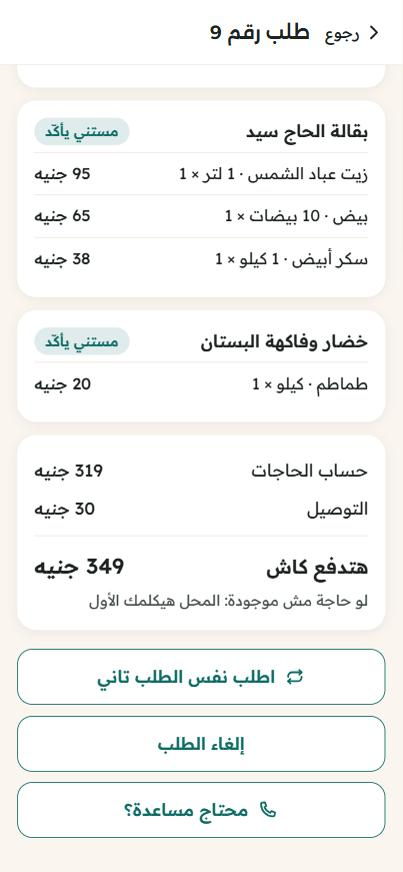 رجوع طلب رقم 9
بقالة الحاج سيد مستني يأكّد
زيت عباد الشمس · 1 لتر × 1 95 جنيه
بيض · 10 بيضات × 1 65 جنيه
سكر أبيض · 1 كيلو × 1 38 جنيه
خضار وفاكهة البستان مستني يأكّد
طماطم · كيلو × 1 20 جنيه
حساب الحاجات 319 جنيه
التوصيل 30 جنيه
هتدفع كاش 349 جنيه
لو حاجة مش موجودة: المحل هيكلمك الأول
اطلب نفس الطلب تاني
إلغاء الطلب
محتاج مساعدة؟